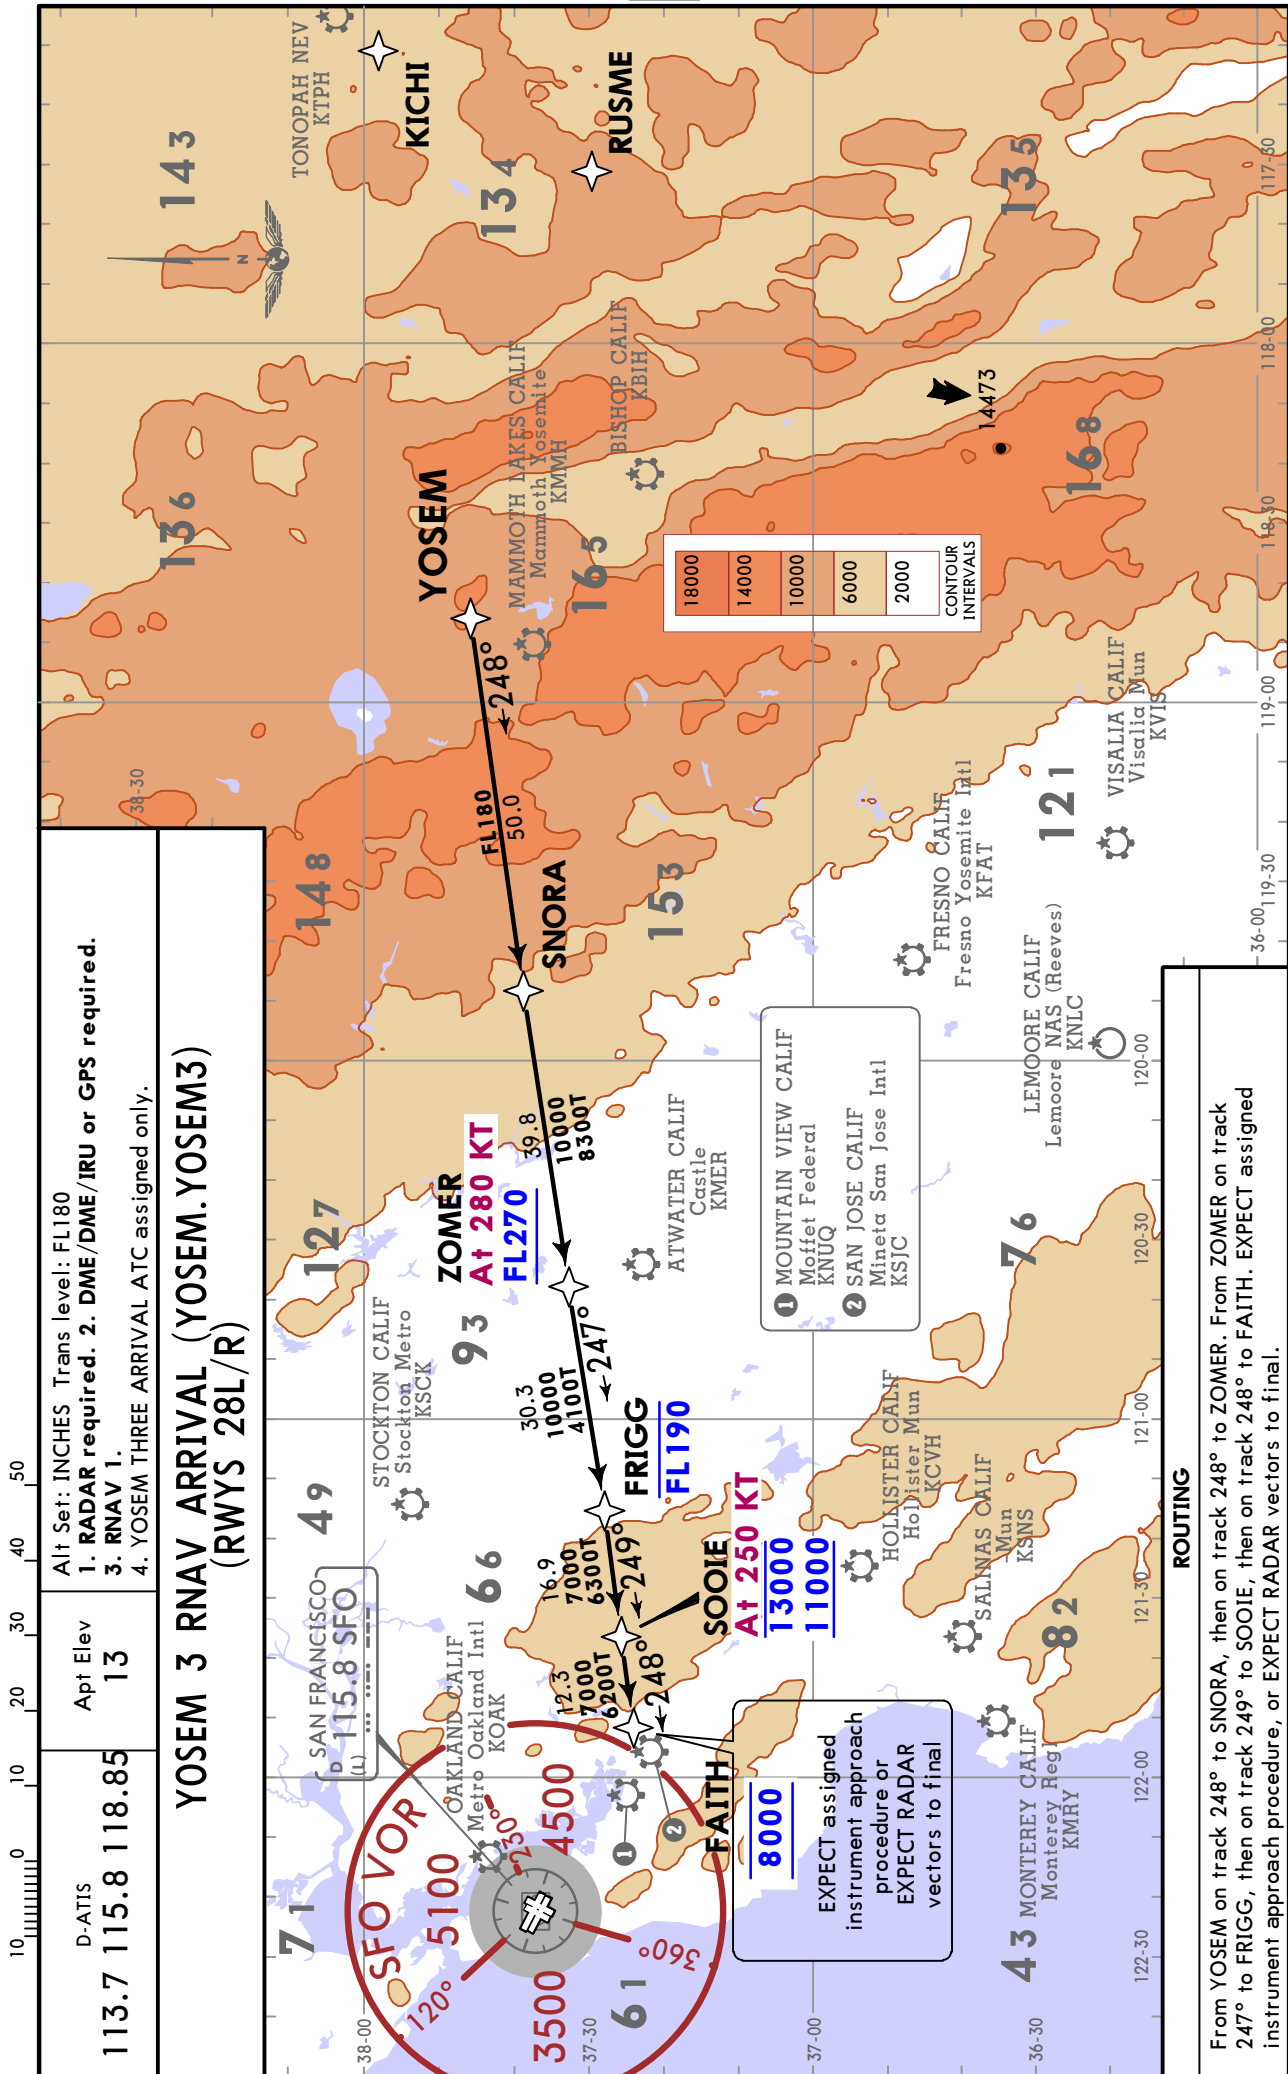 D-ATIS
113.7 115.8 118.85
Apt Elev
13
Alt Set: INCHES Trans level: FL180
1. RADAR required. 2. DME/DME/IRU or GPS required.
3. RNAV 1.
4. YOSEM THREE ARRIVAL ATC assigned only.
YOSEM 3 RNAV ARRIVAL (YOSEM.YOSEM3)
(RWYS 28L/R)
10 0 10 20 30 40 50
38-30
TONOPAH NEV
KTPH
KICHI
RUSME
143
134
135
136
N
YOSEM
MAMMOTH LAKES CALIF
Mammoth Yosemite
KMMH
BISHOP CALIF
KBIH
165
168
14473
248°
FL180
50.0
148
SNORA
153
18000
14000
10000
6000
2000
CONTOUR
INTERVALS
39.8
10000
8300T
127
ZOMER
At 280 KT
FL270
93
247°
30.3
10000
4100T
STOCKTON CALIF
Stockton Metro
KSCK
49
ATWATER CALIF
Castle
KMER
FRIGG
FL190
249°
16.9
7000
6300T
66
SOOIE
At 250 KT
13000
11000
248°
12.3
7000
6200T
FAITH
8000
EXPECT assigned
instrument approach
procedure or
EXPECT RADAR
vectors to final
SAN FRANCISCO
D
(L)
115.8 SFO
OAKLAND CALIF
Metro Oakland Intl
KOAK
71
SFO VOR
5100
4500
3500
120°
230°
360°
61
1
2
1 MOUNTAIN VIEW CALIF
Moffet Federal
KNUQ
2 SAN JOSE CALIF
Mineta San Jose Intl
KSJC
FRESNO CALIF
Fresno Yosemite Intl
KFAT
121
VISALIA CALIF
Visalia Mun
KVIS
LEMOORE CALIF
Lemoore NAS (Reeves)
KNLC
76
HOLLISTER CALIF
Hollister Mun
KCVH
SALINAS CALIF
Mun
KSNS
82
MONTEREY CALIF
Monterey Regl
KMRY
43
38-00
37-30
37-00
36-30
36-00
122-30
122-00
121-30
121-00
120-30
120-00
119-30
119-00
118-30
118-00
117-30
ROUTING
From YOSEM on track 248° to SNORA, then on track 248° to ZOMER. From ZOMER on track
247° to FRIGG, then on track 249° to SOOIE, then on track 248° to FAITH. EXPECT assigned
instrument approach procedure, or EXPECT RADAR vectors to final.